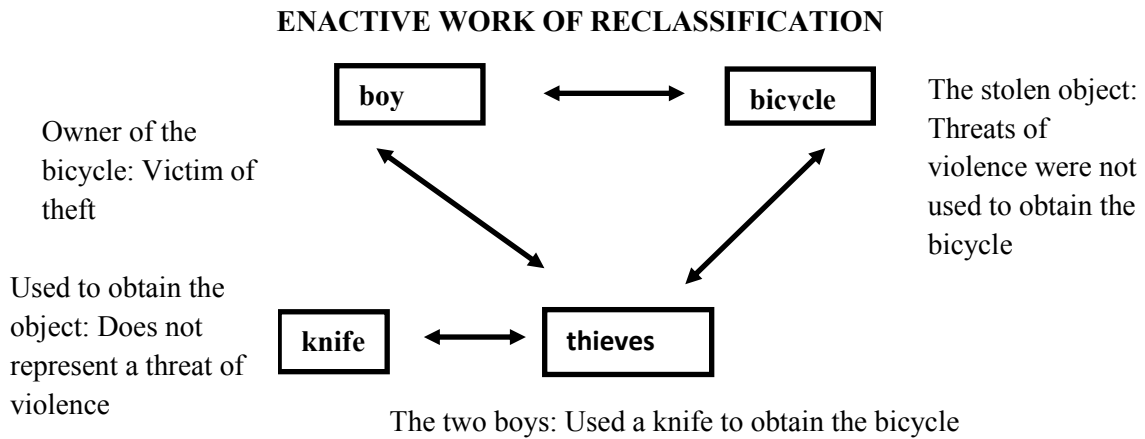 ENACTIVE WORK OF RECLASSIFICATION
boy
bicycle
The stolen object:
Threats of
violence were not
used to obtain the
bicycle
Owner of the
bicycle: Victim of
theft
Used to obtain the
object: Does not
represent a threat of
violence
knife
thieves
The two boys: Used a knife to obtain the bicycle